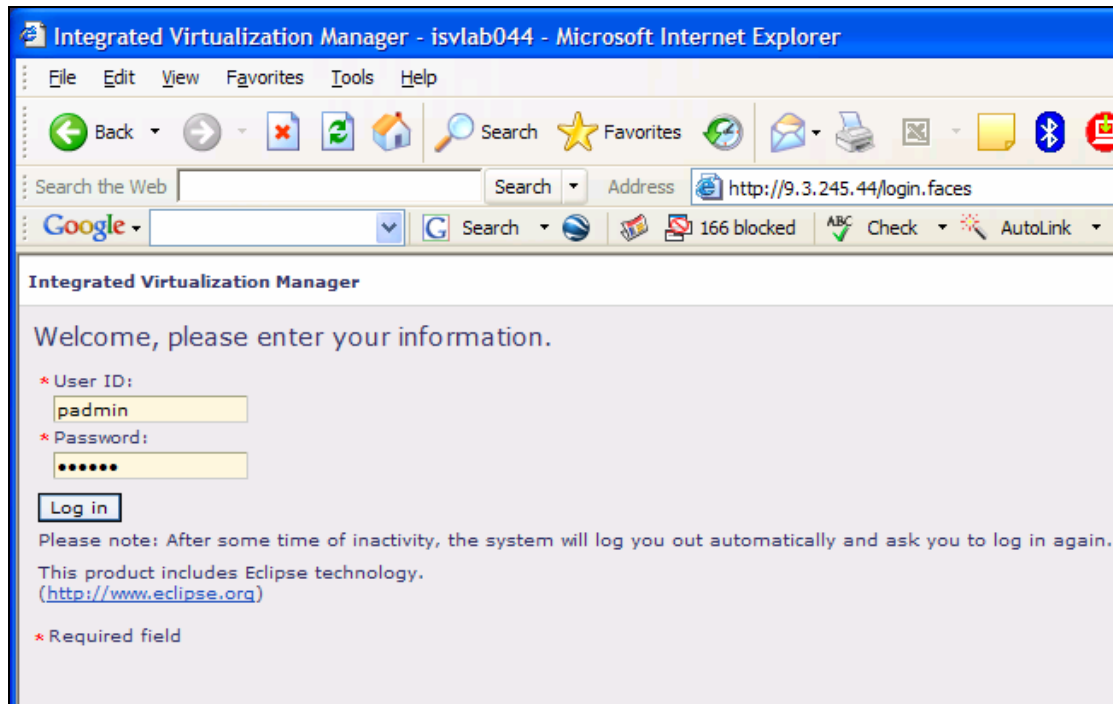 Integrated Virtualization Manager - isvlab044 - Microsoft Internet Explorer
File Edit View Favorites Tools Help
Back Search Favorites
Search the Web Search Address http://9.3.245.44/login.faces
Google G Search 166 blocked ABC Check AutoLink
Integrated Virtualization Manager
Welcome, please enter your information.
* User ID:
padmin
* Password:
••••••
Log in
Please note: After some time of inactivity, the system will log you out automatically and ask you to log in again.
This product includes Eclipse technology.
(http://www.eclipse.org)
* Required field